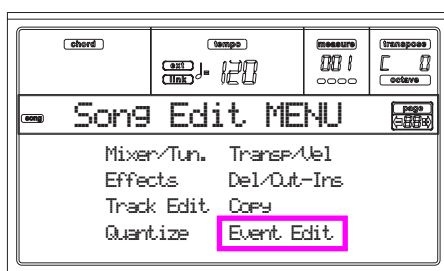 chord tempo measure transpose
ext link ♩= 120 001 C 0
octave
song Song Edit MENU page
Mixer/Tun. Transp/Vel
Effects Del/Cut-Ins
Track Edit Copy
Quantize Event Edit